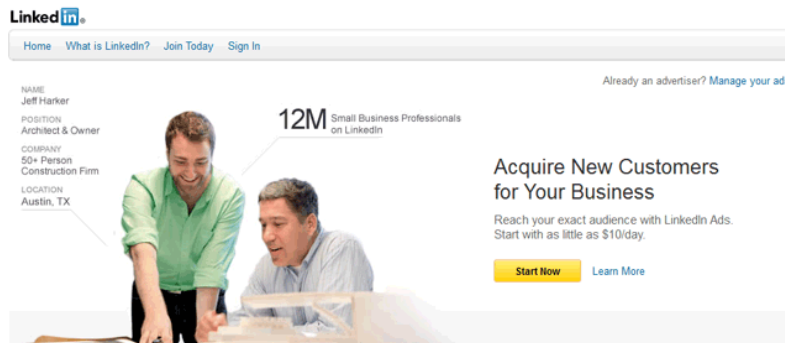 Linked in
Home What is LinkedIn? Join Today Sign In
Already an advertiser? Manage your ad
NAME
Jeff Harker
POSITION
Architect & Owner
COMPANY
50+ Person
Construction Firm
LOCATION
Austin, TX
12M Small Business Professionals
on LinkedIn
Acquire New Customers
for Your Business
Reach your exact audience with LinkedIn Ads.
Start with as little as $10/day.
Start Now Learn More